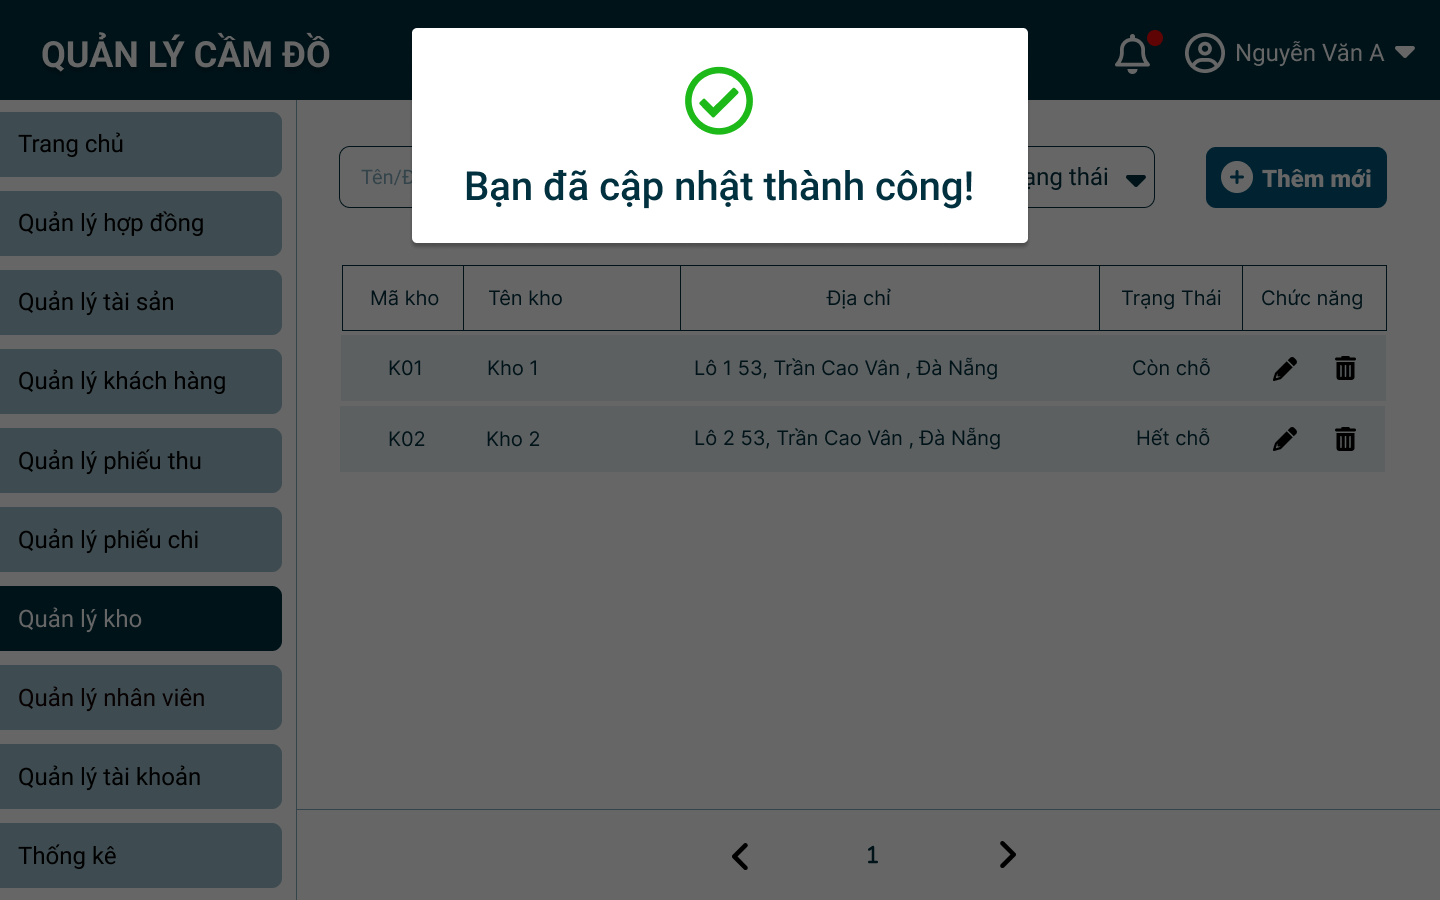 QUẢN LÝ CẦM ĐỒ
Nguyễn Văn A
Bạn đã cập nhật thành công!
Trang chủ
Quản lý hợp đồng
Quản lý tài sản
Quản lý khách hàng
Quản lý phiếu thu
Quản lý phiếu chi
Quản lý kho
Quản lý nhân viên
Quản lý tài khoản
Thống kê
Tên/Đ
ạng thái
Thêm mới
Mã kho Tên kho Địa chỉ Trạng Thái Chức năng
K01 Kho 1 Lô 1 53, Trần Cao Vân , Đà Nẵng Còn chỗ
K02 Kho 2 Lô 2 53, Trần Cao Vân , Đà Nẵng Hết chỗ
1